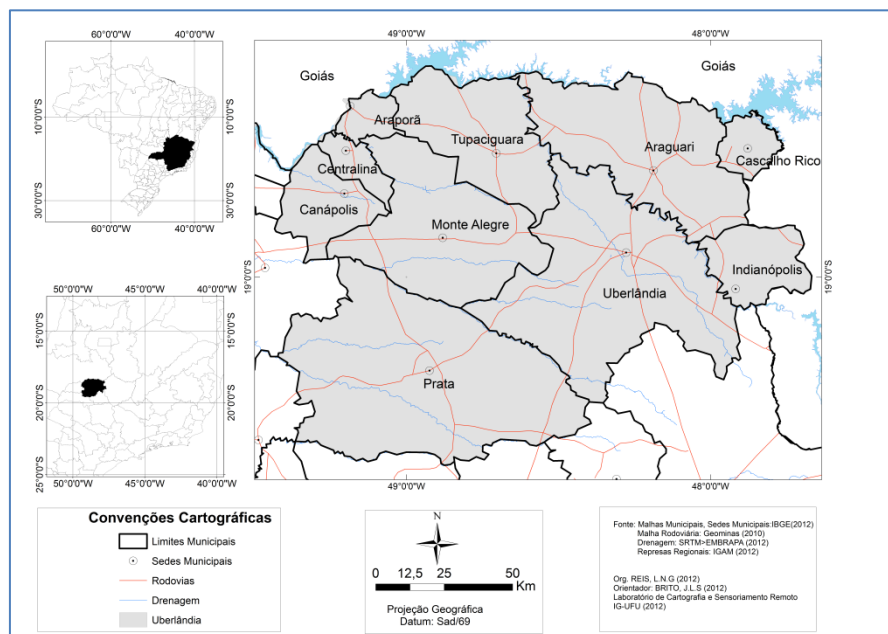 60°0'0"W 40°0'0"W
10°0'0"S 10°0'0"S
30°0'0"S 30°0'0"S
60°0'0"W 40°0'0"W
50°0'0"W 45°0'0"W 40°0'0"W
15°0'0"S 15°0'0"S
20°0'0"S 20°0'0"S
25°0'0"S 25°0'0"S
50°0'0"W 45°0'0"W 40°0'0"W
49°0'0"W 48°0'0"W
Goiás
Goiás
Araporã
Tupaciguara
Araguari
Cascalho Rico
Centralina
Canápolis
Monte Alegre
19°0'0"S 19°0'0"S
Indianópolis
Uberlândia
Prata
49°0'0"W 48°0'0"W
Convenções Cartográficas
Limites Municipais
Sedes Municipais
Rodovias
Drenagem
Uberlândia
N
0 12,5 25 50
Km
Projeção Geográfica
Datum: Sad/69
Fonte: Malhas Municipais, Sedes Municipais:IBGE(2012)
Malha Rodoviária: Geominas (2010)
Drenagem: SRTM>EMBRAPA (2012)
Represas Regionais: IGAM (2012)
Org. REIS, L.N.G (2012)
Orientador: BRITO, J.L.S (2012)
Laboratório de Cartografia e Sensoriamento Remoto
IG-UFU (2012)